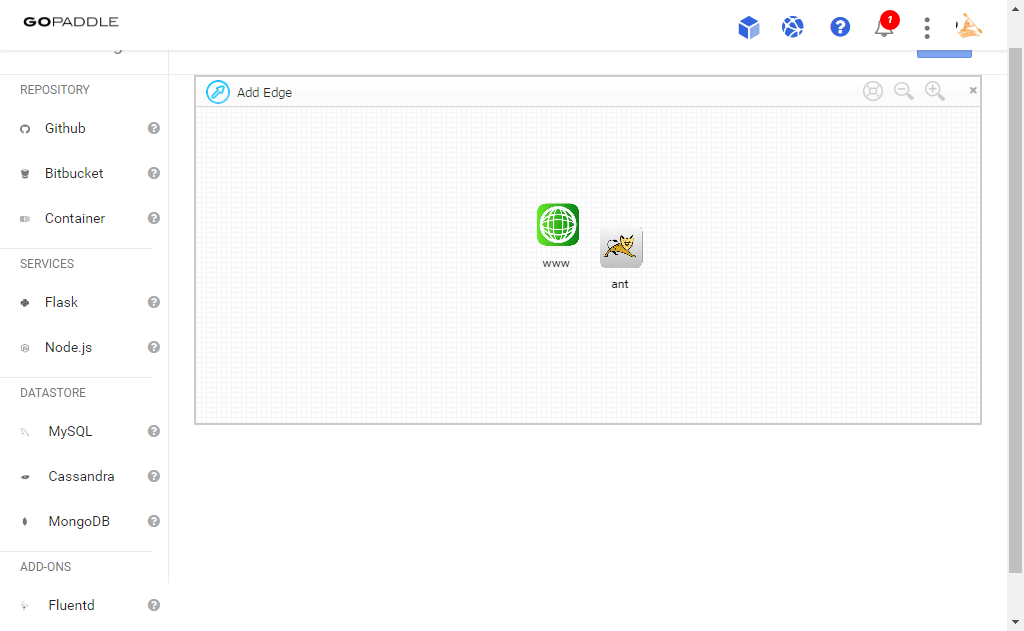 GOPADDLE
1
REPOSITORY
Github
Bitbucket
Container
SERVICES
Flask
Node.js
DATASTORE
MySQL
Cassandra
MongoDB
ADD-ONS
Fluentd
Add Edge
www
ant